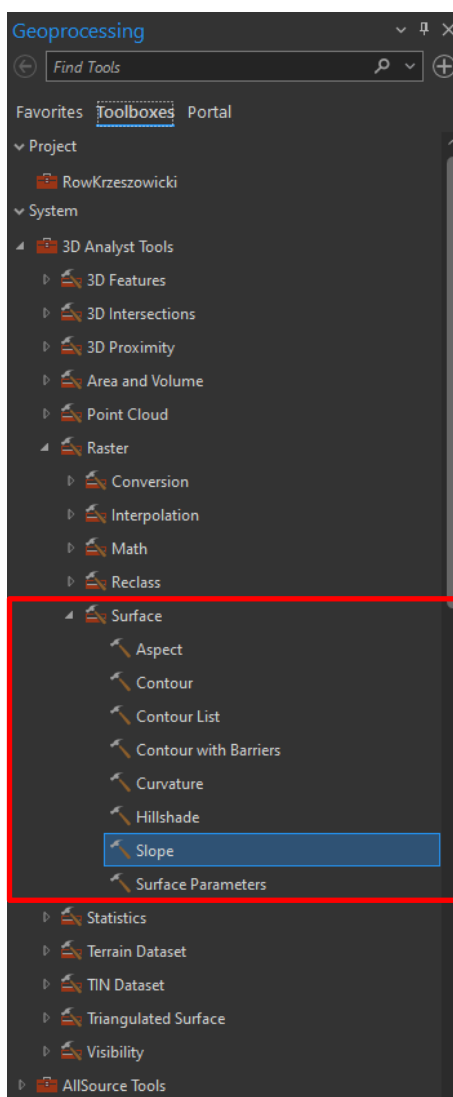 Geoprocessing
Find Tools
Favorites Toolboxes Portal
Project
RowKrzeszowicki
System
3D Analyst Tools
3D Features
3D Intersections
3D Proximity
Area and Volume
Point Cloud
Raster
Conversion
Interpolation
Math
Reclass
Surface
Aspect
Contour
Contour List
Contour with Barriers
Curvature
Hillshade
Slope
Surface Parameters
Statistics
Terrain Dataset
TIN Dataset
Triangulated Surface
Visibility
AllSource Tools